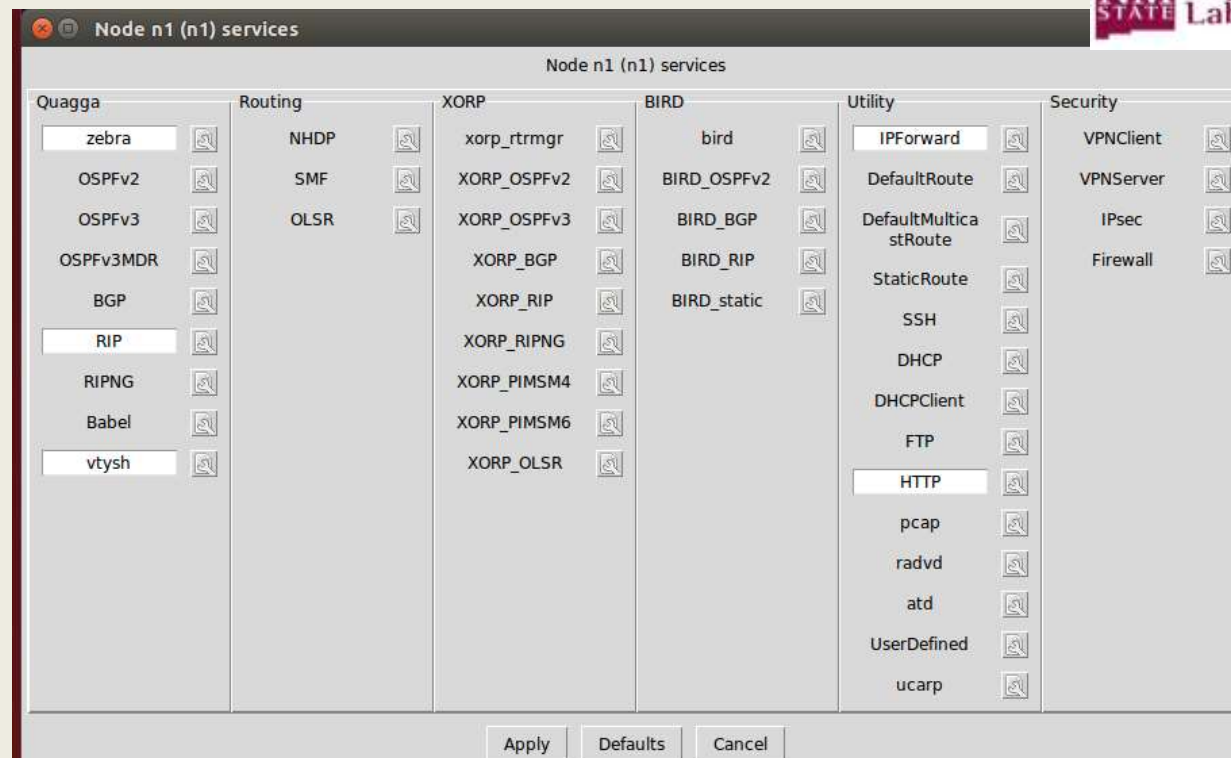 STATE Lab
Node n1 (n1) services
Node n1 (n1) services
Quagga
zebra
OSPFv2
OSPFv3
OSPFv3MDR
BGP
RIP
RIPNG
Babel
vtysh
Routing
NHDP
SMF
OLSR
XORP
xorp_rtrmgr
XORP_OSPFv2
XORP_OSPFv3
XORP_BGP
XORP_RIP
XORP_RIPNG
XORP_PIMSM4
XORP_PIMSM6
XORP_OLSR
BIRD
bird
BIRD_OSPFv2
BIRD_BGP
BIRD_RIP
BIRD_static
Utility
IPForward
DefaultRoute
DefaultMultica
stRoute
StaticRoute
SSH
DHCP
DHCPClient
FTP
HTTP
pcap
radvd
atd
UserDefined
ucarp
Security
VPNClient
VPNServer
IPsec
Firewall
Apply
Defaults
Cancel